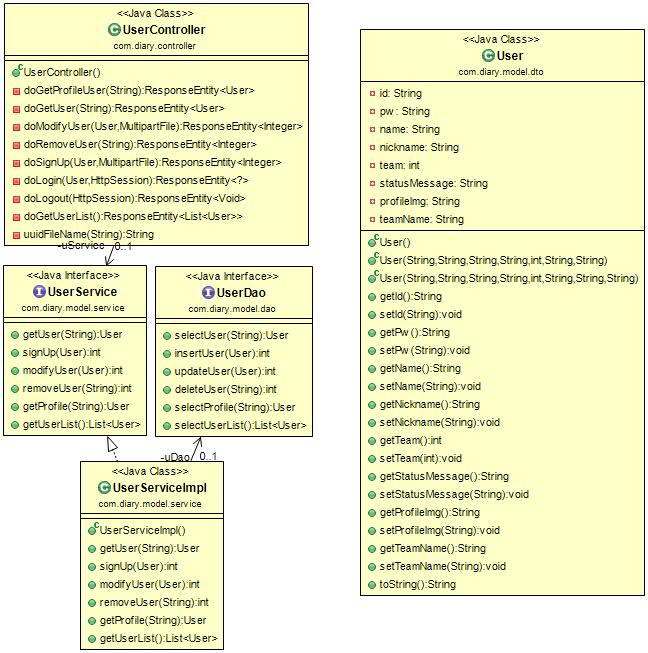 <<Java Class>>
UserController
com.diary.controller
UserController()
doGetProfileUser(String):ResponseEntity<User>
doGetUser(String):ResponseEntity<User>
doModifyUser(User,MultipartFile):ResponseEntity<Integer>
doRemoveUser(String):ResponseEntity<Integer>
doSignUp(User,MultipartFile):ResponseEntity<Integer>
doLogin(User,HttpSession):ResponseEntity<?>
doLogout(HttpSession):ResponseEntity<Void>
doGetUserList():ResponseEntity<List<User>>
uuidFileName(String):String
-uService 0..1
<<Java Interface>>
UserService
com.diary.model.service
getUser(String):User
signUp(User):int
modifyUser(User):int
removeUser(String):int
getProfile(String):User
getUserList():List<User>
<<Java Interface>>
UserDao
com.diary.model.dao
selectUser(String):User
insertUser(User):int
updateUser(User):int
deleteUser(String):int
selectProfile(String):User
selectUserList():List<User>
-uDao 0..1
<<Java Class>>
UserServiceImpl
com.diary.model.service
UserServiceImpl()
getUser(String):User
signUp(User):int
modifyUser(User):int
removeUser(String):int
getProfile(String):User
getUserList():List<User>
<<Java Class>>
User
com.diary.model.dto
id: String
pw: String
name: String
nickname: String
team: int
statusMessage: String
profileImg: String
teamName: String
User()
User(String,String,String,String,int,String,String)
User(String,String,String,String,int,String,String,String)
getId():String
setId(String):void
getPw():String
setPw(String):void
getName():String
setName(String):void
getNickname():String
setNickname(String):void
getTeam():int
setTeam(int):void
getStatusMessage():String
setStatusMessage(String):void
getProfileImg():String
setProfileImg(String):void
getTeamName():String
setTeamName(String):void
toString():String